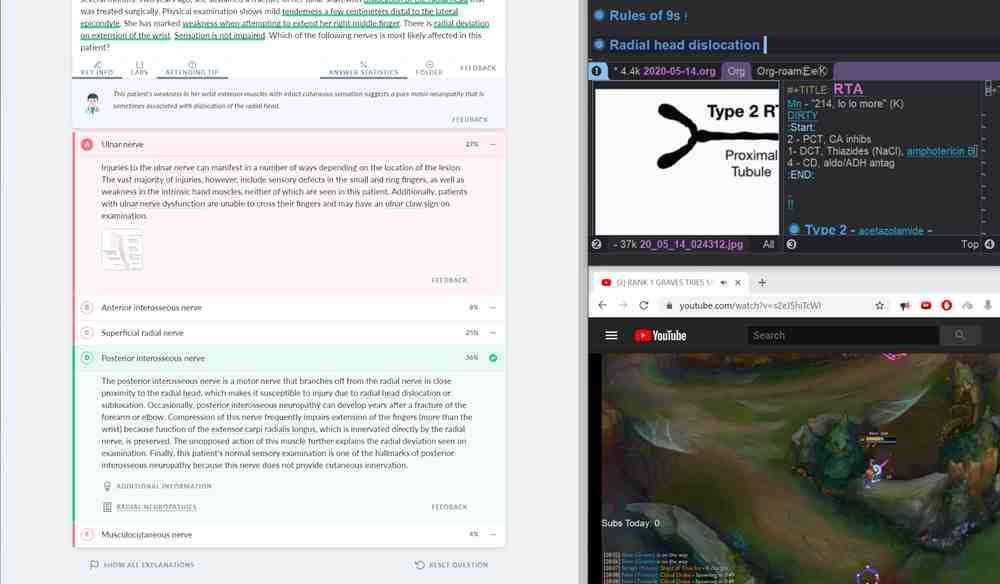 was treated surgically. Physical examination shows mild tenderness a few centimeters distal to the lateral
epicondyle. She has marked weakness when attempting to extend her right middle finger. There is radial deviation
on extension of the wrist. Sensation is not impaired. Which of the following nerves is most likely affected in this
patient?
KEY INFO
LABS
ATTENDING TIP
ANSWER STATISTICS
FOLDER
FEEDBACK
This patient's weakness in her wrist extensor muscles with intact cutaneous sensation suggests a pure motor neuropathy that is
sometimes associated with dislocation of the radial head.
FEEDBACK
A Ulnar nerve 27%
Injuries to the ulnar nerve can manifest in a number of ways depending on the location of the lesion.
The vast majority of injuries, however, include sensory defects in the small and ring fingers, as well as
weakness in the intrinsic hand muscles, neither of which are seen in this patient. Additionally, patients
with ulnar nerve dysfunction are unable to cross their fingers and may have an ulnar claw sign on
examination.
FEEDBACK
B Anterior interosseous nerve 8%
C Superficial radial nerve 25%
D Posterior interosseous nerve 36%
The posterior interosseous nerve is a motor nerve that branches off from the radial nerve in close
proximity to the radial head, which makes it susceptible to injury due to radial head dislocation or
subluxation. Occasionally, posterior interosseous neuropathy can develop years after a fracture of the
forearm or elbow. Compression of this nerve frequently impairs extension of the fingers (more than the
wrist) because function of the extensor carpi radialis longus, which is innervated directly by the radial
nerve, is preserved. The unopposed action of this muscle further explains the radial deviation seen on
examination. Finally, this patient's normal sensory examination is one of the hallmarks of posterior
interosseous neuropathy because this nerve does not provide cutaneous innervation.
ADDITIONAL INFORMATION
RADIAL NEUROPATHIES
FEEDBACK
E Musculocutaneous nerve 4%
SHOW ALL EXPLANATIONS
RESET QUESTION
Rules of 9s !
Radial head dislocation
1 * 4.4k 2020-05-14.org Org Org-roam
Type 2 RT
Proximal
Tubule
#+TITLE: RTA
Mn - "214, lo lo more" (K)
DIRTY
:Start:
2 - PCT, CA inhibs
1- DCT, Thiazides (NaCl), amphotericin B
4 - CD, aldo/ADH antag
:END:
!!
Type 2 - acetazolamide -
2 - 37k 20_05_14_024312.jpg All 3 Top 4
[2] RANK 1 GRAVES TRIES
youtube.com/watch?v=
YouTube
Search
Subs Today: 0